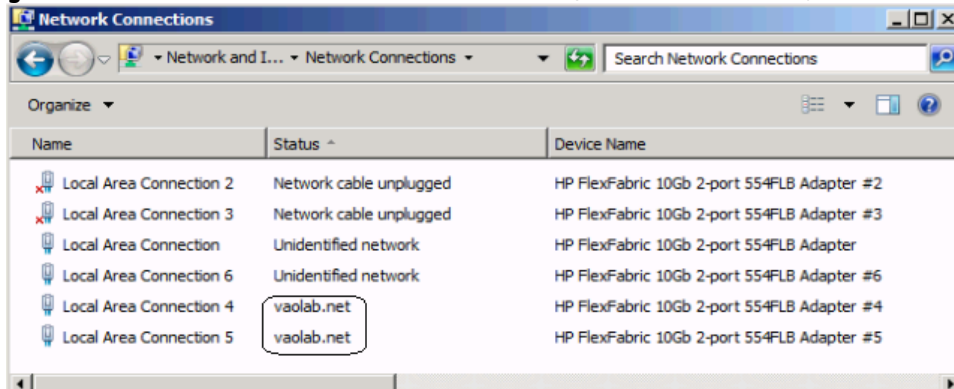 Network Connections
Network and I... Network Connections Search Network Connections
Organize
Name Status Device Name
Local Area Connection 2 Network cable unplugged HP FlexFabric 10Gb 2-port 554FLB Adapter #2
Local Area Connection 3 Network cable unplugged HP FlexFabric 10Gb 2-port 554FLB Adapter #3
Local Area Connection Unidentified network HP FlexFabric 10Gb 2-port 554FLB Adapter
Local Area Connection 6 Unidentified network HP FlexFabric 10Gb 2-port 554FLB Adapter #6
Local Area Connection 4 vaolab.net HP FlexFabric 10Gb 2-port 554FLB Adapter #4
Local Area Connection 5 vaolab.net HP FlexFabric 10Gb 2-port 554FLB Adapter #5